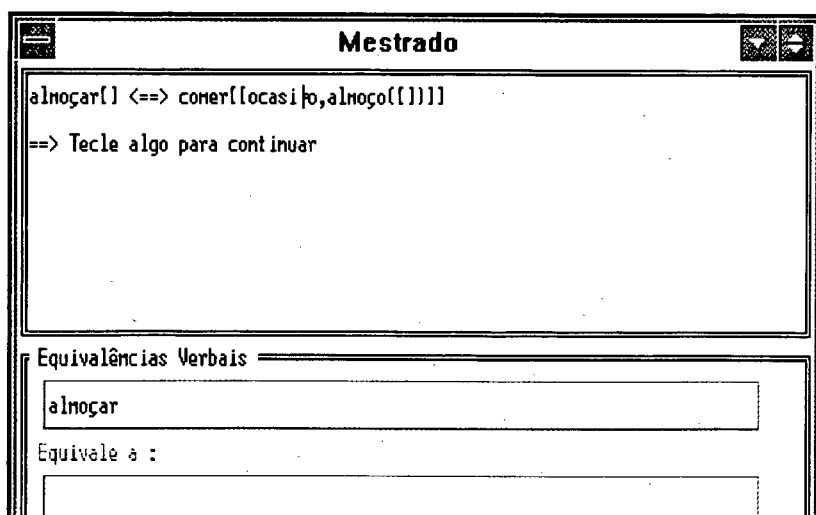 Mestrado
almoçar[] <==> comer[[ocasião,almoço([])]]
==> Tecle algo para continuar
Equivalências Verbais
almoçar
Equivale a :